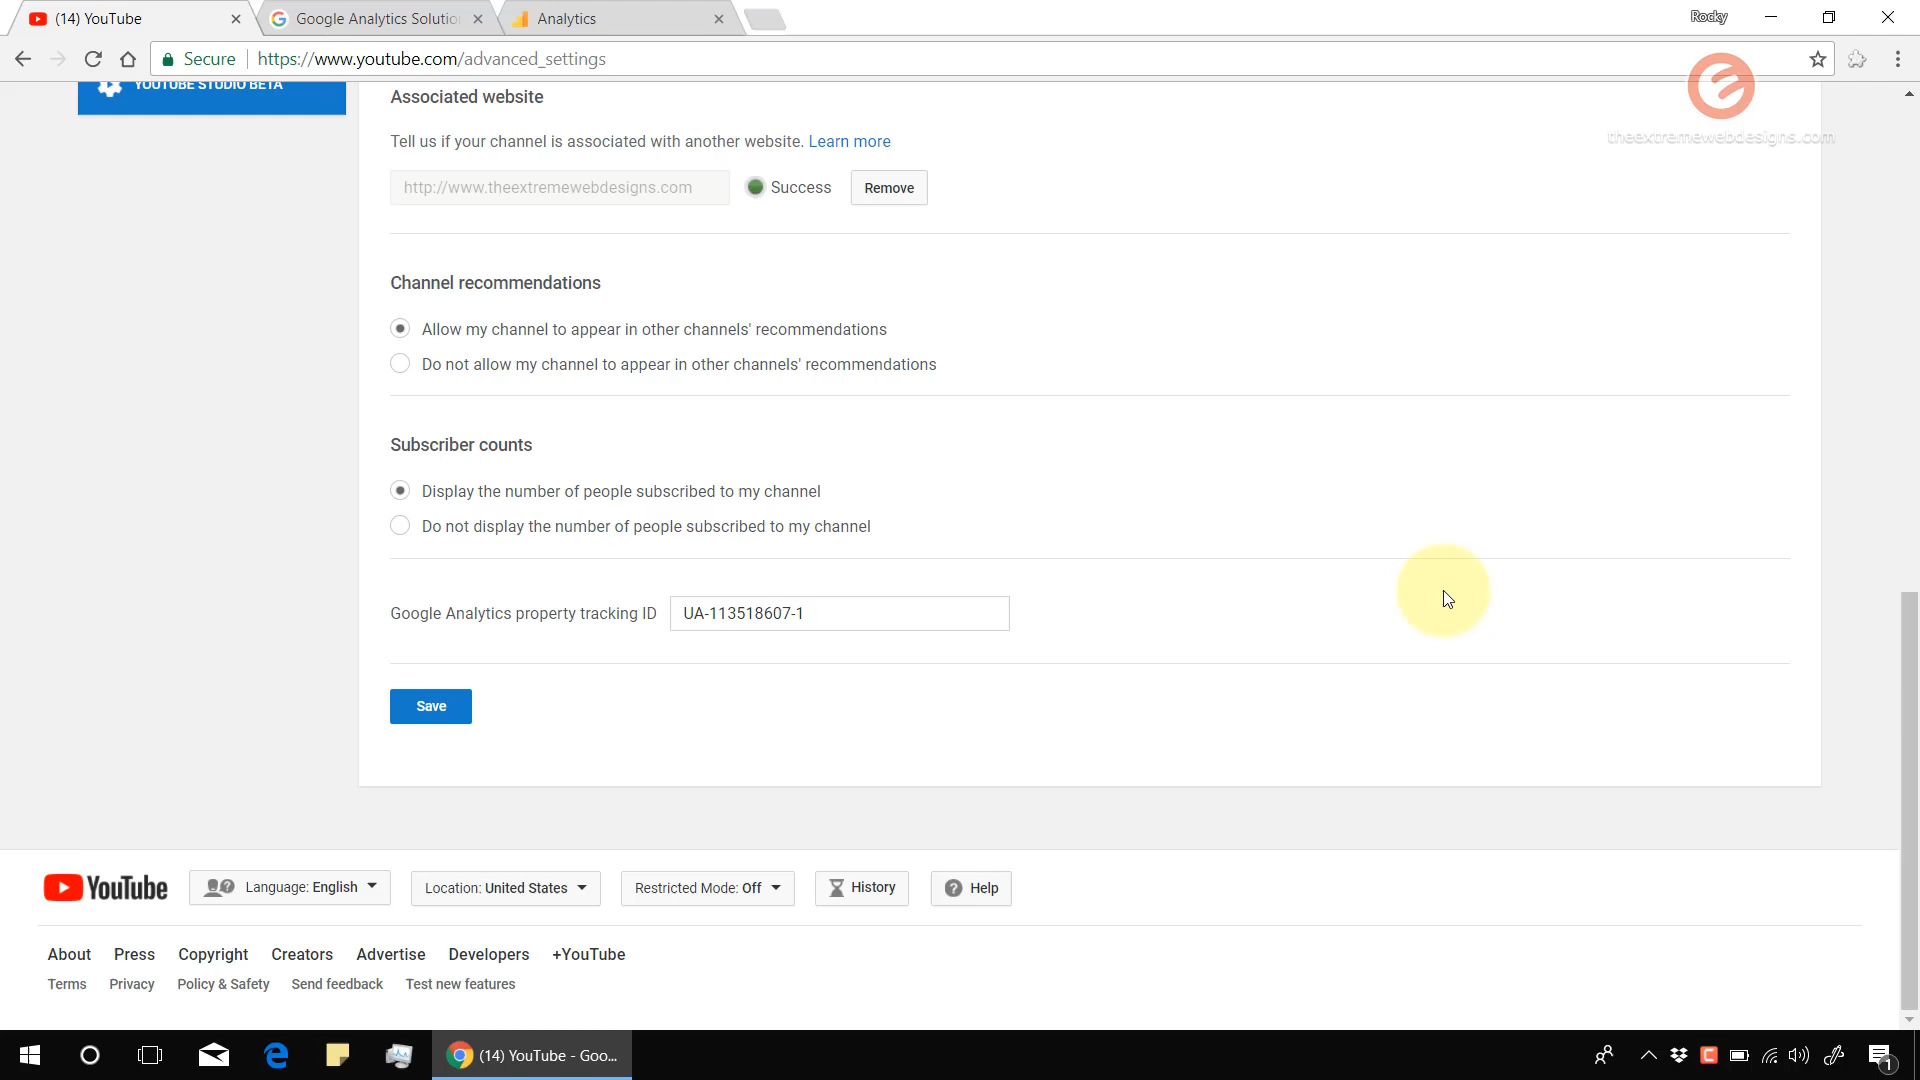 (14) YouTube
Google Analytics Solutio
Analytics
Rocky
Secure
https://www.youtube.com/advanced_settings
YOUTUBE STUDIO BETA
theextremewebdesigns.com
Associated website
Tell us if your channel is associated with another website. Learn more
http://www.theextremewebdesigns.com
Success
Remove
Channel recommendations
Allow my channel to appear in other channels' recommendations
Do not allow my channel to appear in other channels' recommendations
Subscriber counts
Display the number of people subscribed to my channel
Do not display the number of people subscribed to my channel
Google Analytics property tracking ID
UA-113518607-1
Save
YouTube
Language: English
Location: United States
Restricted Mode: Off
History
Help
About Press Copyright Creators Advertise Developers +YouTube
Terms Privacy Policy & Safety Send feedback Test new features
(14) YouTube - Goo...
1